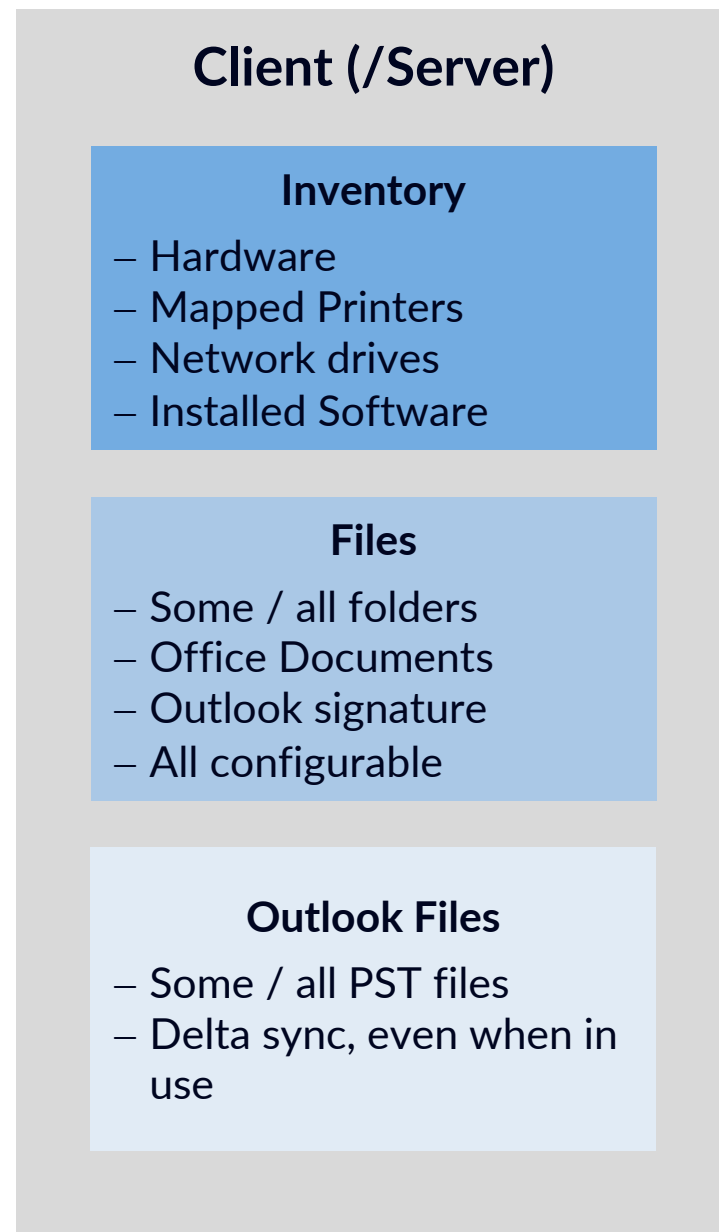 Client (/Server)
Inventory
– Hardware
– Mapped Printers
– Network drives
– Installed Software
Files
– Some / all folders
– Office Documents
– Outlook signature
– All configurable
Outlook Files
– Some / all PST files
– Delta sync, even when in
use